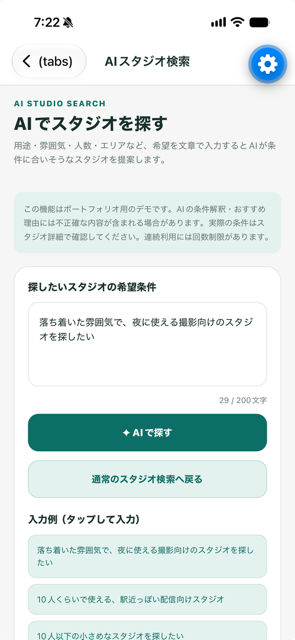 7:22
(tabs)
AIスタジオ検索
AI STUDIO SEARCH
AIでスタジオを探す
用途・雰囲気・人数・エリアなど、希望を文章で入力するとAIが条
件に合いそうなスタジオを提案します。
この機能はポートフォリオ用のデモです。AIの条件解釈・おすすめ
理由には不正確な内容が含まれる場合があります。実際の条件はス
タジオ詳細で確認してください。連続利用には回数制限があります。
探したいスタジオの希望条件
落ち着いた雰囲気で、夜に使える撮影向けのスタジ
オを探したい
29 / 200文字
✦ AIで探す
通常のスタジオ検索へ戻る
入力例（タップして入力）
落ち着いた雰囲気で、夜に使える撮影向けのスタジオを探し
たい
10人くらいで使える、駅近っぽい配信向けスタジオ
10人以下の小さめなスタジオを探したい